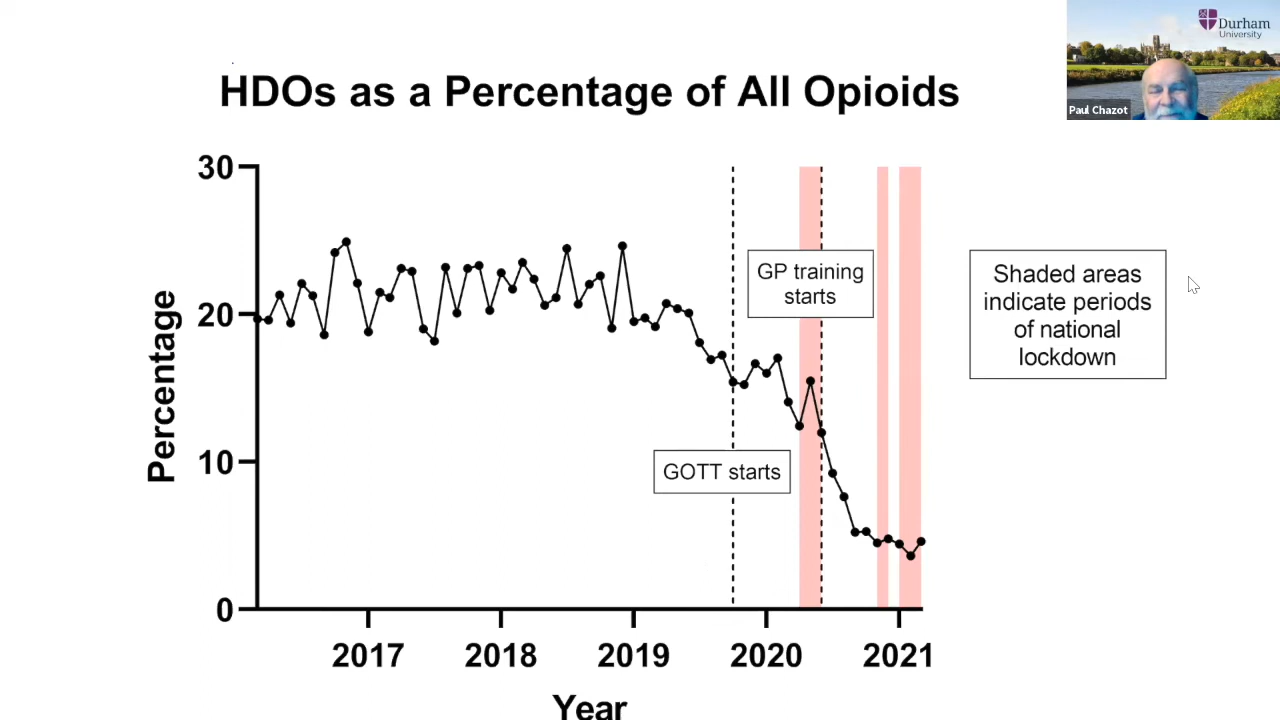 Durham
University
Paul Chazot
HDOs as a Percentage of All Opioids
30
20
10
0
Percentage
GP training
starts
GOTT starts
Shaded areas
indicate periods
of national
lockdown
2017
2018
2019
2020
2021
Year